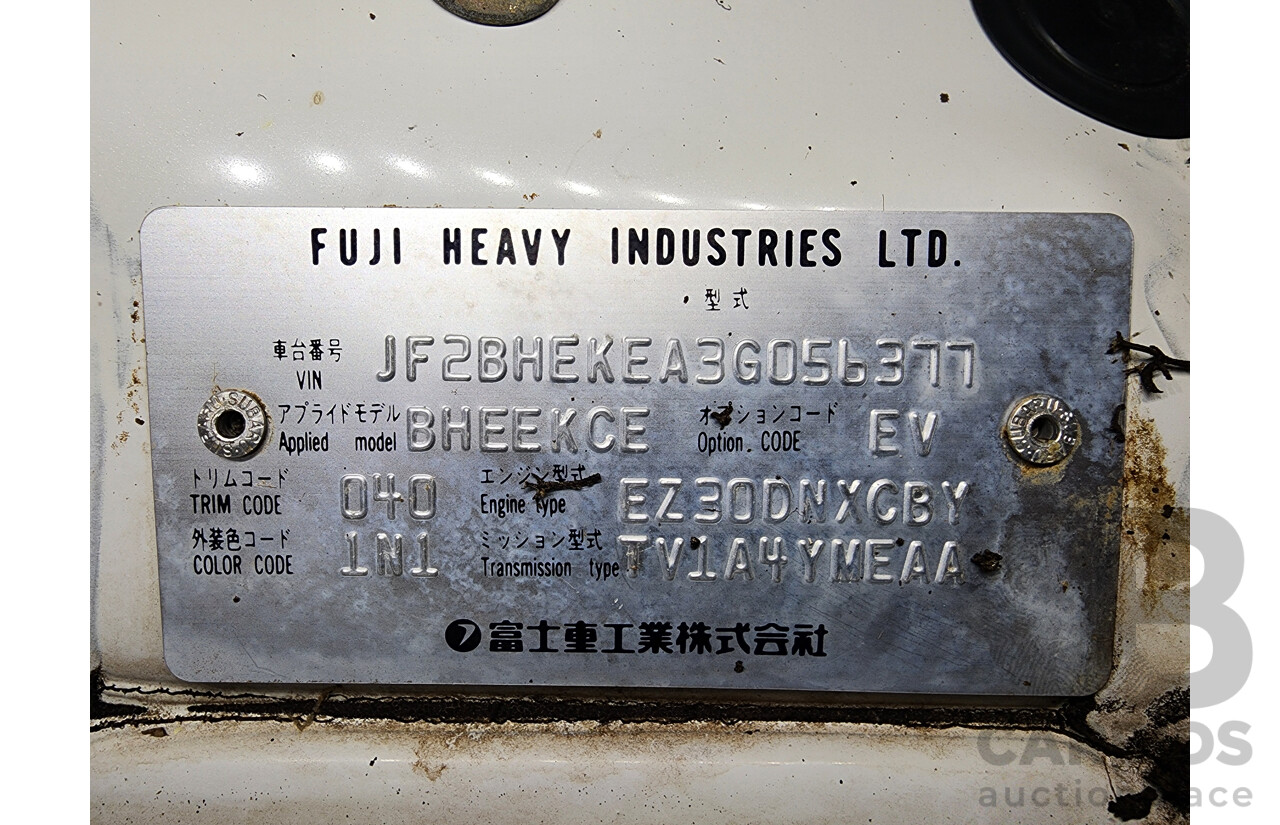 FUJI HEAVY INDUSTRIES LTD.
型式
車台番号 JF2BHEKEA3G056377
VIN
アプライドモデル BHEEKCE オプションコード EV
Applied model Option. CODE
トリムコード 040 エンジン型式 EZ30DNXCBY
TRIM CODE Engine type
外装色コード 1N1 ミッション型式 TV1A4YMEAA
COLOR CODE Transmission type
富士重工業株式会社